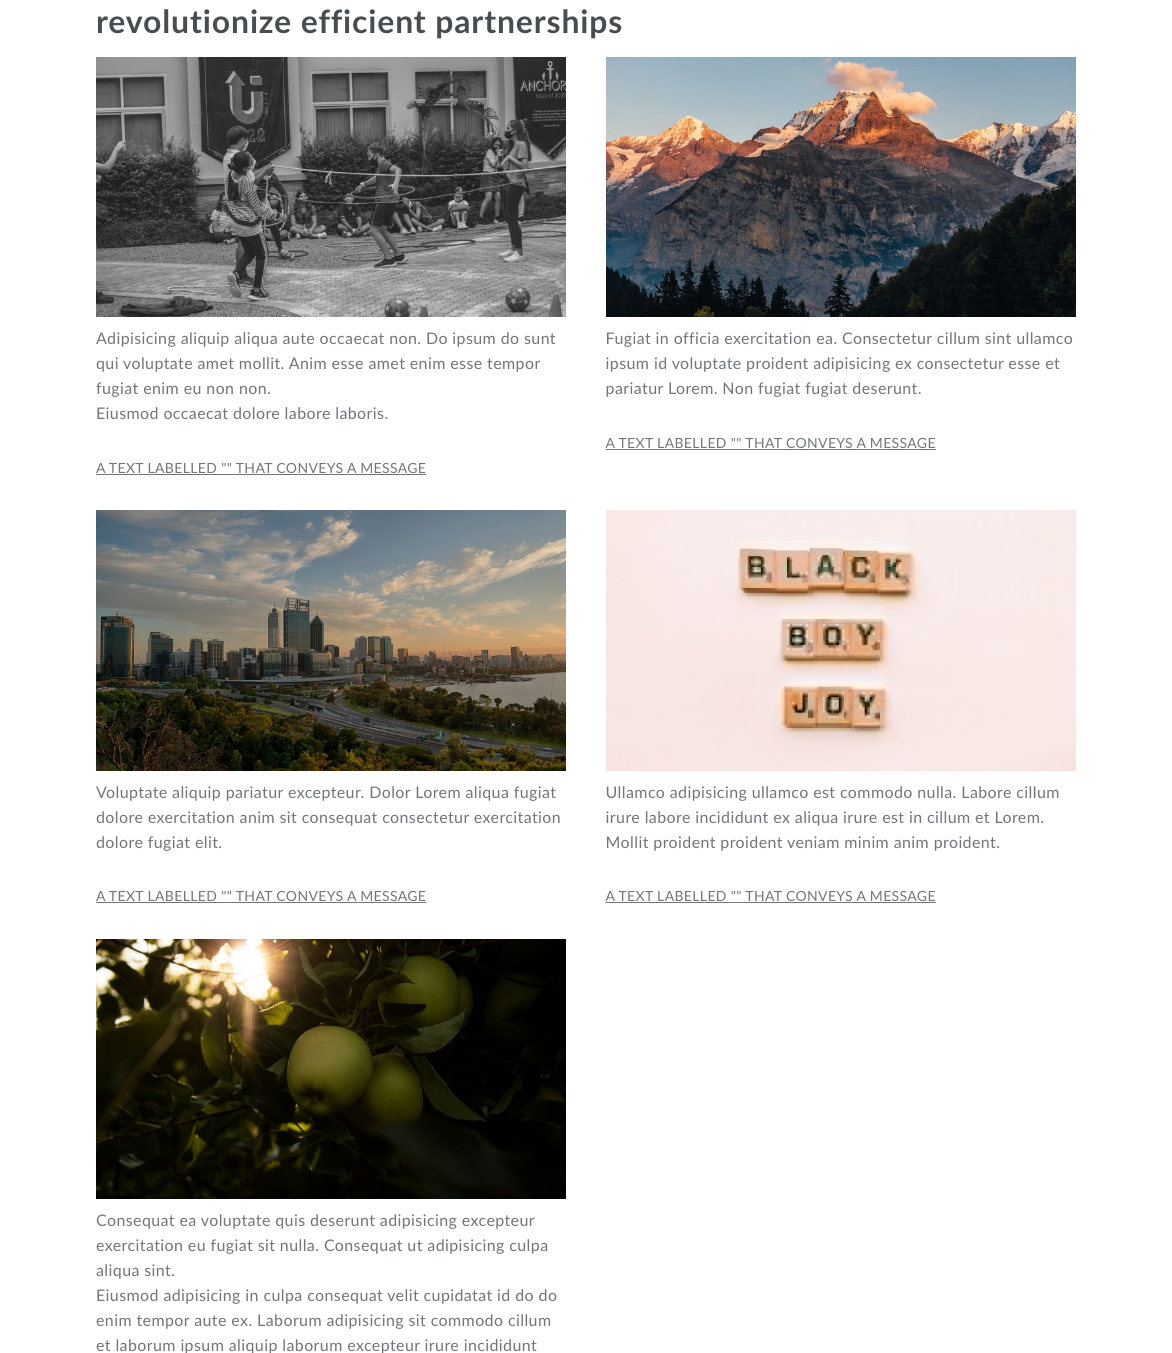 revolutionize efficient partnerships
22
ANCHOR
Adipisicing aliquip aliqua aute occaecat non. Do ipsum do sunt
qui voluptate amet mollit. Anim esse amet enim esse tempor
fugiat enim eu non non.
Eiusmod occaecat dolore labore laboris.
A TEXT LABELLED "" THAT CONVEYS A MESSAGE
Fugiat in officia exercitation ea. Consectetur cillum sint ullamco
ipsum id voluptate proident adipisicing ex consectetur esse et
pariatur Lorem. Non fugiat fugiat deserunt.
A TEXT LABELLED "" THAT CONVEYS A MESSAGE
BLACK
BOY
JOY
Voluptate aliquip pariatur excepteur. Dolor Lorem aliqua fugiat
dolore exercitation anim sit consequat consectetur exercitation
dolore fugiat elit.
A TEXT LABELLED "" THAT CONVEYS A MESSAGE
Ullamco adipisicing ullamco est commodo nulla. Labore cillum
irure labore incididunt ex aliqua irure est in cillum et Lorem.
Mollit proident proident veniam minim anim proident.
A TEXT LABELLED "" THAT CONVEYS A MESSAGE
Consequat ea voluptate quis deserunt adipisicing excepteur
exercitation eu fugiat sit nulla. Consequat ut adipisicing culpa
aliqua sint.
Eiusmod adipisicing in culpa consequat velit cupidatat id do do
enim tempor aute ex. Laborum adipisicing sit commodo cillum
et laborum ipsum aliquip laborum excepteur irure incididunt